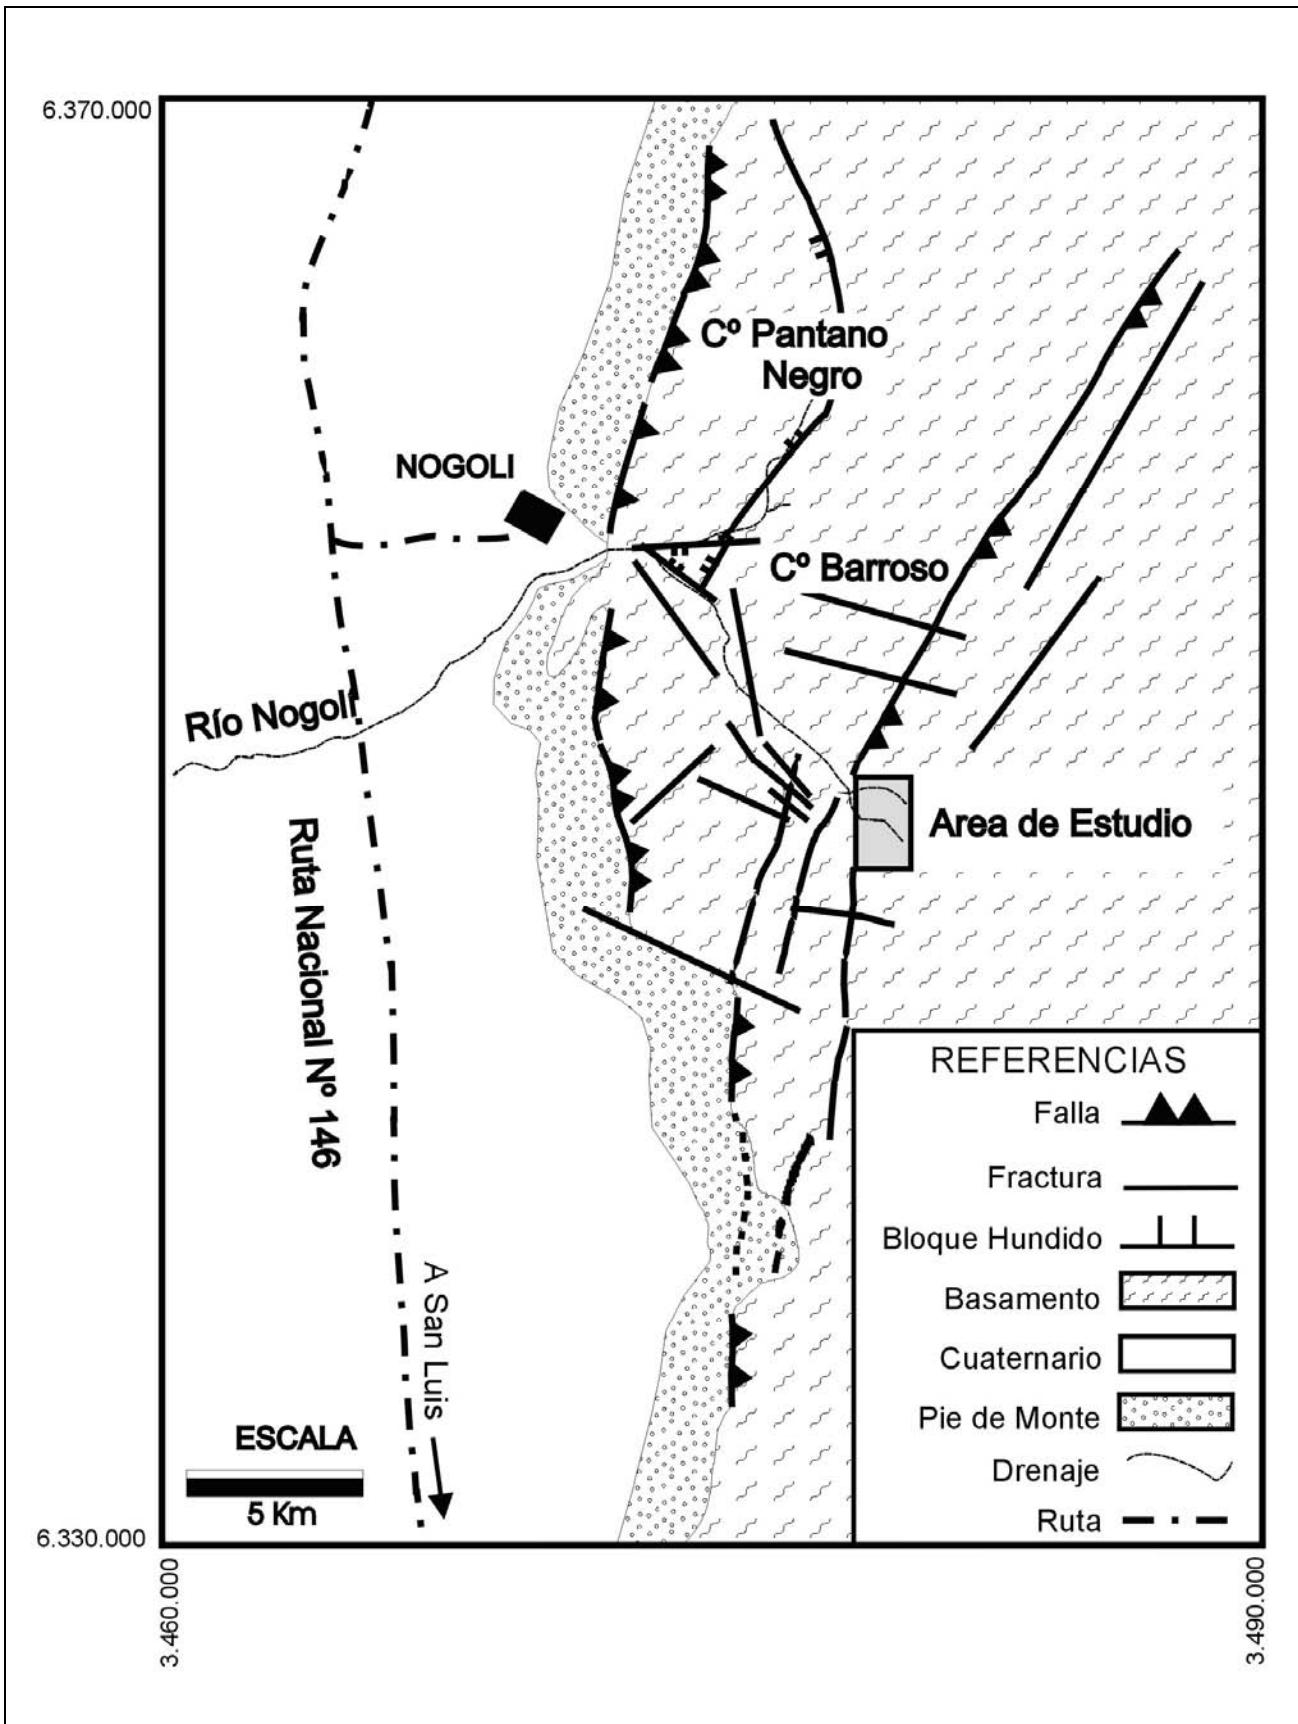 6.370.000
Cº Pantano
Negro
NOGOLI
Cº Barroso
Río Nogolí
Area de Estudio
Ruta Nacional Nº 146
A San Luis
ESCALA
5 Km
REFERENCIAS
Falla
Fractura
Bloque Hundido
Basamento
Cuaternario
Pie de Monte
Drenaje
Ruta
6.330.000
3.460.000
3.490.000